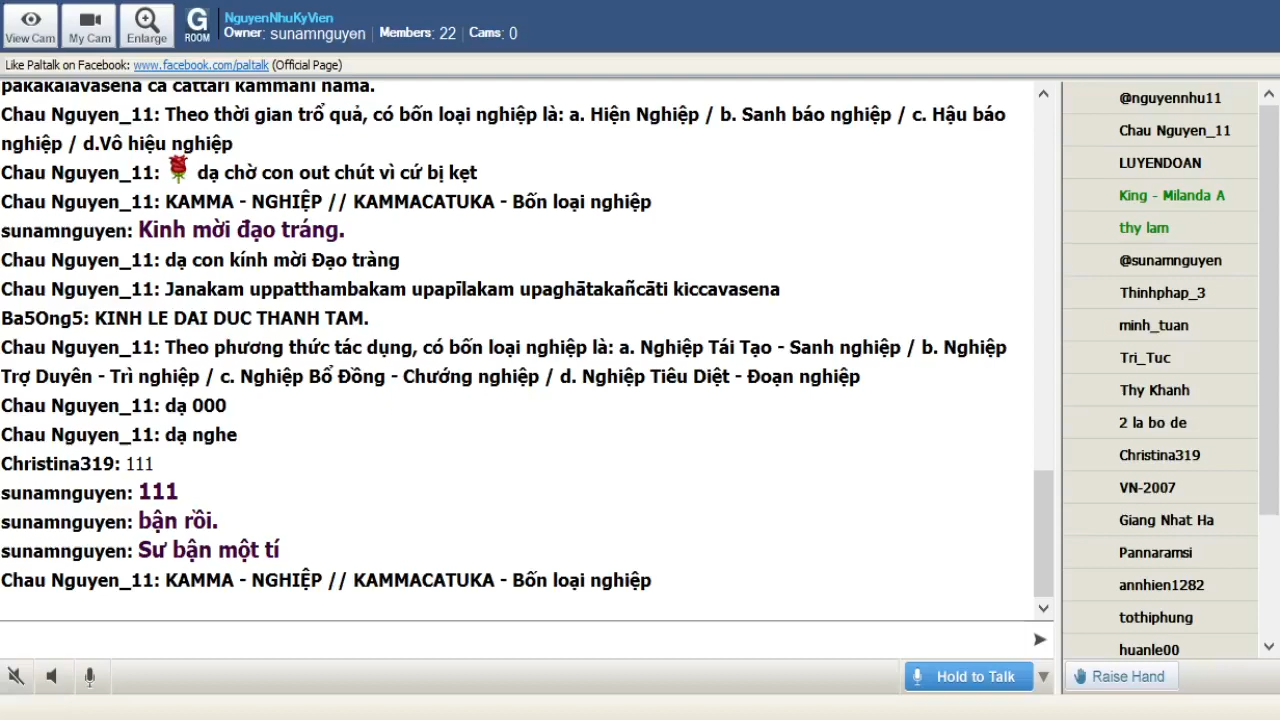 NguyenNhuKyVien
View Cam
My Cam
Enlarge
G
ROOM
Owner: sunamnguyen
Members: 22
Cams: 0
Like Paltalk on Facebook: www.facebook.com/paltalk (Official Page)
pakakalavasena ca cattari kammani nama.
Chau Nguyen_11: Theo thời gian trổ quả, có bốn loại nghiệp là: a. Hiện Nghiệp / b. Sanh báo nghiệp / c. Hậu báo
nghiệp / d.Vô hiệu nghiệp
Chau Nguyen_11: dạ chờ con out chút vì cứ bị kẹt
Chau Nguyen_11: KAMMA - NGHIỆP // KAMMACATUKA - Bốn loại nghiệp
sunamnguyen: Kinh mời đạo tráng.
Chau Nguyen_11: dạ con kính mời Đạo tràng
Chau Nguyen_11: Janakam uppatthambakam upapīlakam upaghātakañcāti kiccavasena
Ba5Ong5: KINH LE DAI DUC THANH TAM.
Chau Nguyen_11: Theo phương thức tác dụng, có bốn loại nghiệp là: a. Nghiệp Tái Tạo - Sanh nghiệp / b. Nghiệp
Trợ Duyên - Trì nghiệp / c. Nghiệp Bổ Đồng - Chướng nghiệp / d. Nghiệp Tiêu Diệt - Đoạn nghiệp
Chau Nguyen_11: dạ 000
Chau Nguyen_11: dạ nghe
Christina319: 111
sunamnguyen: 111
sunamnguyen: bận rồi.
sunamnguyen: Sư bận một tí
Chau Nguyen_11: KAMMA - NGHIỆP // KAMMACATUKA - Bốn loại nghiệp
@nguyennhu11
Chau Nguyen_11
LUYENDOAN
King - Milanda A
thy lam
@sunamnguyen
Thinhphap_3
minh_tuan
Tri_Tuc
Thy Khanh
2 la bo de
Christina319
VN-2007
Giang Nhat Ha
Pannaramsi
annhien1282
tothiphung
huanle00
Hold to Talk
Raise Hand